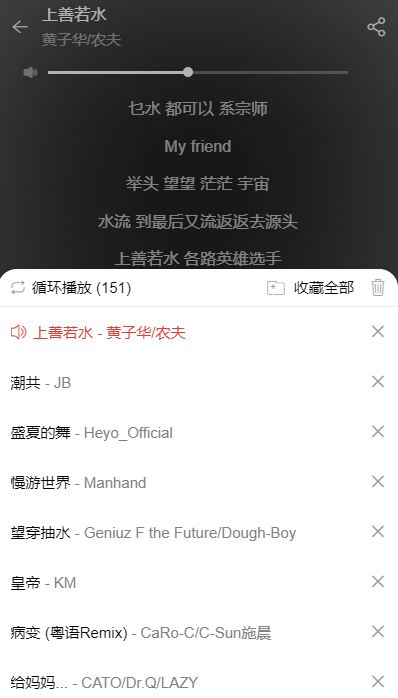 上善若水
黄子华/农夫
乜水 都可以 系宗师
My friend
举头 望望 茫茫 宇宙
水流 到最后又流返返去源头
上善若水 各路英雄选手
循环播放 (151) 收藏全部
上善若水 - 黄子华/农夫
潮共 - JB
盛夏的舞 - Heyo_Official
慢游世界 - Manhand
望穿抽水 - Geniuz F the Future/Dough-Boy
皇帝 - KM
病变 (粤语Remix) - CaRo-C/C-Sun施晨
给妈妈... - CATO/Dr.Q/LAZY